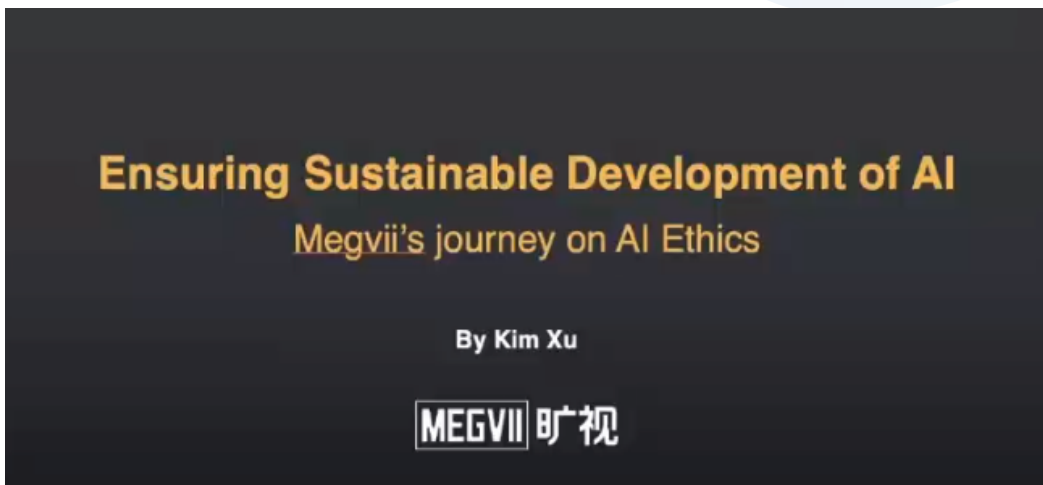 Ensuring Sustainable Development of AI
Megvii's journey on AI Ethics
By Kim Xu
MEGVII 旷视